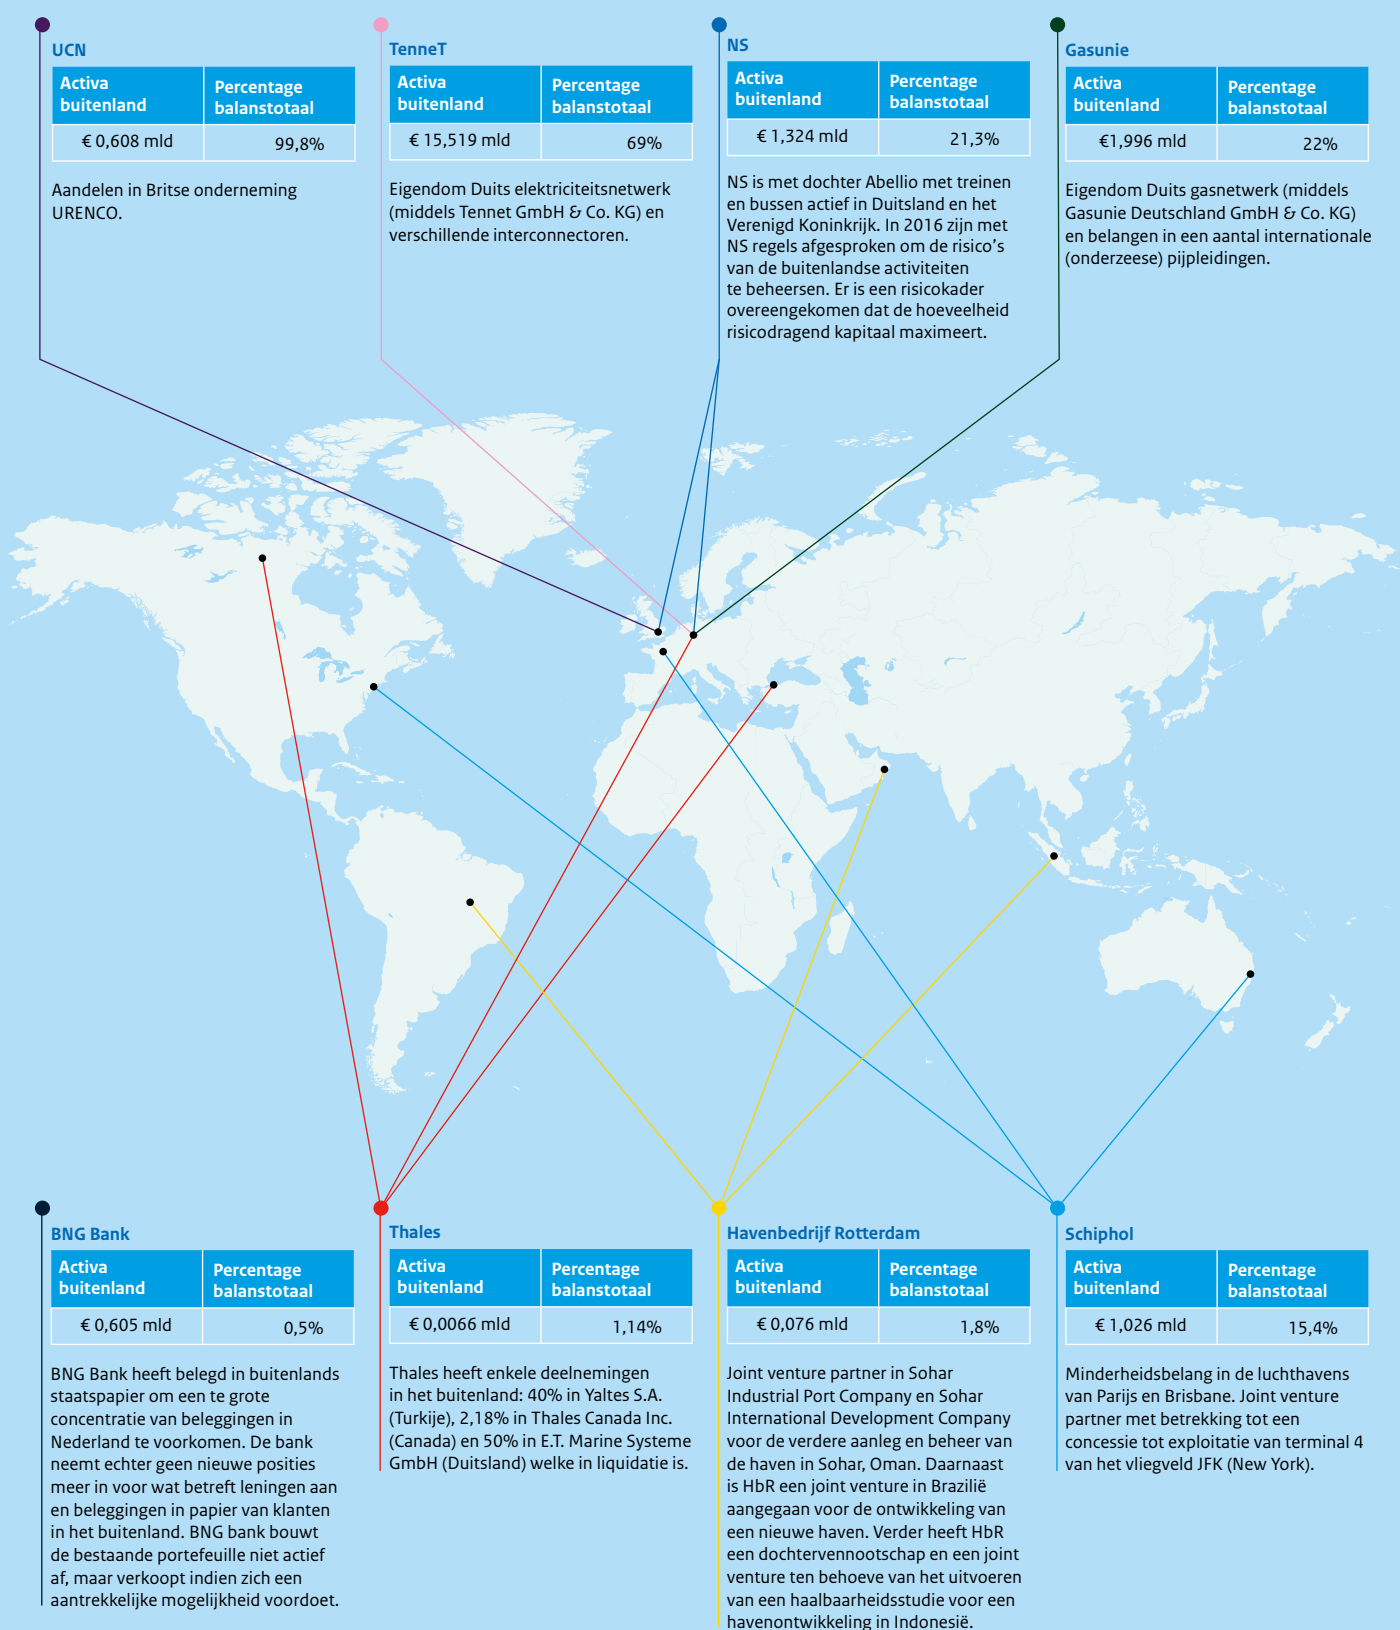 UCN
Activa
buitenland
Percentage
balanstotaal
€ 0,608 mld
99,8%
Aandelen in Britse onderneming
URENCO.
TenneT
Activa
buitenland
Percentage
balanstotaal
€ 15,519 mld
69%
Eigendom Duits elektriciteitsnetwerk
(middels Tennet GmbH & Co. KG) en
verschillende interconnectoren.
NS
Activa
buitenland
Percentage
balanstotaal
€ 1,324 mld
21,3%
NS is met dochter Abellio met treinen
en bussen actief in Duitsland en het
Verenigd Koninkrijk. In 2016 zijn met
NS regels afgesproken om de risico’s
van de buitenlandse activiteiten
te beheersen. Er is een risicokader
overeengekomen dat de hoeveelheid
risicodragend kapitaal maximeert.
Gasunie
Activa
buitenland
Percentage
balanstotaal
€1,996 mld
22%
Eigendom Duits gasnetwerk (middels
Gasunie Deutschland GmbH & Co. KG)
en belangen in een aantal internationale
(onderzeese) pijpleidingen.
BNG Bank
Activa
buitenland
Percentage
balanstotaal
€ 0,605 mld
0,5%
BNG Bank heeft belegd in buitenlands
staatspapier om een te grote
concentratie van beleggingen in
Nederland te voorkomen. De bank
neemt echter geen nieuwe posities
meer in voor wat betreft leningen aan
en beleggingen in papier van klanten
in het buitenland. BNG bank bouwt
de bestaande portefeuille niet actief
af, maar verkoopt indien zich een
aantrekkelijke mogelijkheid voordoet.
Thales
Activa
buitenland
Percentage
balanstotaal
€ 0,0066 mld
1,14%
Thales heeft enkele deelnemingen
in het buitenland: 40% in Yaltes S.A.
(Turkije), 2,18% in Thales Canada Inc.
(Canada) en 50% in E.T. Marine Systeme
GmbH (Duitsland) welke in liquidatie is.
Havenbedrijf Rotterdam
Activa
buitenland
Percentage
balanstotaal
€ 0,076 mld
1,8%
Joint venture partner in Sohar
Industrial Port Company en Sohar
International Development Company
voor de verdere aanleg en beheer van
de haven in Sohar, Oman. Daarnaast
is HbR een joint venture in Brazilië
aangegaan voor de ontwikkeling van
een nieuwe haven. Verder heeft HbR
een dochtervennootschap en een joint
venture ten behoeve van het uitvoeren
van een haalbaarheidsstudie voor een
havenontwikkeling in Indonesië.
Schiphol
Activa
buitenland
Percentage
balanstotaal
€ 1,026 mld
15,4%
Minderheidsbelang in de luchthavens
van Parijs en Brisbane. Joint venture
partner met betrekking tot een
concessie tot exploitatie van terminal 4
van het vliegveld JFK (New York).